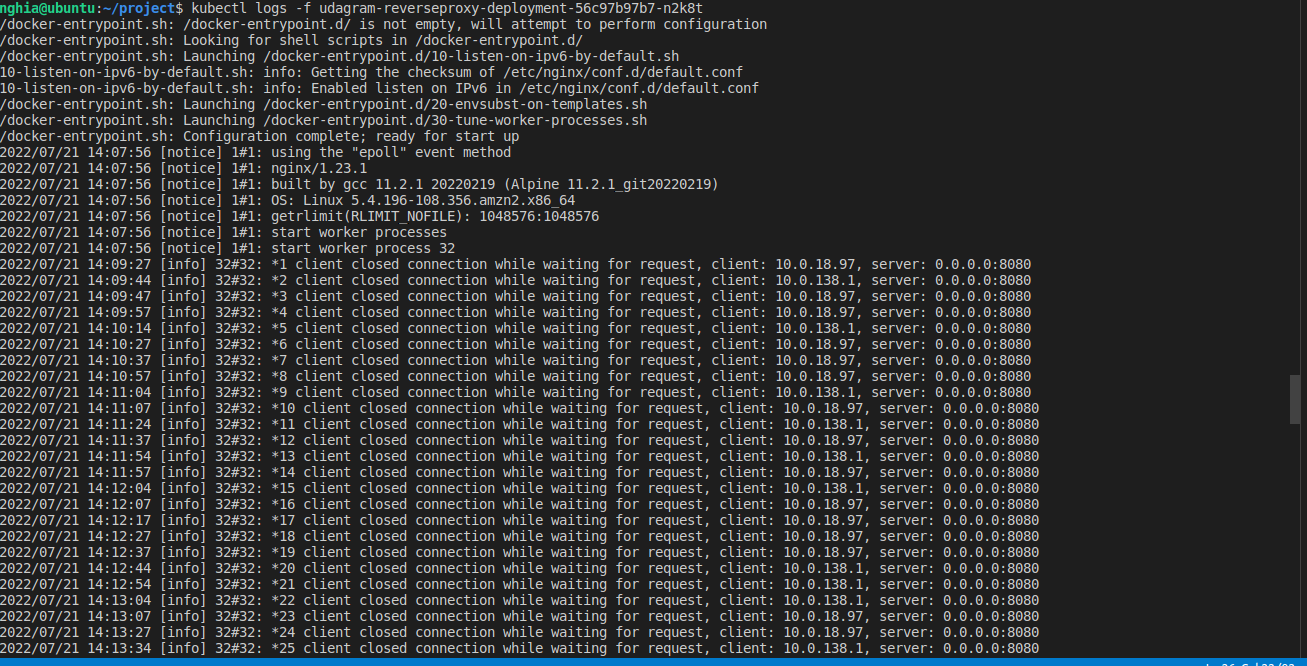 nghia@ubuntu:~/project$ kubectl logs -f udagram-reverseproxy-deployment-56c97b97b7-n2k8t
/docker-entrypoint.sh: /docker-entrypoint.d/ is not empty, will attempt to perform configuration
/docker-entrypoint.sh: Looking for shell scripts in /docker-entrypoint.d/
/docker-entrypoint.sh: Launching /docker-entrypoint.d/10-listen-on-ipv6-by-default.sh
10-listen-on-ipv6-by-default.sh: info: Getting the checksum of /etc/nginx/conf.d/default.conf
10-listen-on-ipv6-by-default.sh: info: Enabled listen on IPv6 in /etc/nginx/conf.d/default.conf
/docker-entrypoint.sh: Launching /docker-entrypoint.d/20-envsubst-on-templates.sh
/docker-entrypoint.sh: Launching /docker-entrypoint.d/30-tune-worker-processes.sh
/docker-entrypoint.sh: Configuration complete; ready for start up
2022/07/21 14:07:56 [notice] 1#1: using the "epoll" event method
2022/07/21 14:07:56 [notice] 1#1: nginx/1.23.1
2022/07/21 14:07:56 [notice] 1#1: built by gcc 11.2.1 20220219 (Alpine 11.2.1_git20220219)
2022/07/21 14:07:56 [notice] 1#1: OS: Linux 5.4.196-108.356.amzn2.x86_64
2022/07/21 14:07:56 [notice] 1#1: getrlimit(RLIMIT_NOFILE): 1048576:1048576
2022/07/21 14:07:56 [notice] 1#1: start worker processes
2022/07/21 14:07:56 [notice] 1#1: start worker process 32
2022/07/21 14:09:27 [info] 32#32: *1 client closed connection while waiting for request, client: 10.0.18.97, server: 0.0.0.0:8080
2022/07/21 14:09:44 [info] 32#32: *2 client closed connection while waiting for request, client: 10.0.138.1, server: 0.0.0.0:8080
2022/07/21 14:09:47 [info] 32#32: *3 client closed connection while waiting for request, client: 10.0.18.97, server: 0.0.0.0:8080
2022/07/21 14:09:57 [info] 32#32: *4 client closed connection while waiting for request, client: 10.0.18.97, server: 0.0.0.0:8080
2022/07/21 14:10:14 [info] 32#32: *5 client closed connection while waiting for request, client: 10.0.138.1, server: 0.0.0.0:8080
2022/07/21 14:10:27 [info] 32#32: *6 client closed connection while waiting for request, client: 10.0.18.97, server: 0.0.0.0:8080
2022/07/21 14:10:37 [info] 32#32: *7 client closed connection while waiting for request, client: 10.0.18.97, server: 0.0.0.0:8080
2022/07/21 14:10:57 [info] 32#32: *8 client closed connection while waiting for request, client: 10.0.18.97, server: 0.0.0.0:8080
2022/07/21 14:11:04 [info] 32#32: *9 client closed connection while waiting for request, client: 10.0.138.1, server: 0.0.0.0:8080
2022/07/21 14:11:07 [info] 32#32: *10 client closed connection while waiting for request, client: 10.0.18.97, server: 0.0.0.0:8080
2022/07/21 14:11:24 [info] 32#32: *11 client closed connection while waiting for request, client: 10.0.138.1, server: 0.0.0.0:8080
2022/07/21 14:11:37 [info] 32#32: *12 client closed connection while waiting for request, client: 10.0.18.97, server: 0.0.0.0:8080
2022/07/21 14:11:54 [info] 32#32: *13 client closed connection while waiting for request, client: 10.0.138.1, server: 0.0.0.0:8080
2022/07/21 14:11:57 [info] 32#32: *14 client closed connection while waiting for request, client: 10.0.18.97, server: 0.0.0.0:8080
2022/07/21 14:12:04 [info] 32#32: *15 client closed connection while waiting for request, client: 10.0.138.1, server: 0.0.0.0:8080
2022/07/21 14:12:07 [info] 32#32: *16 client closed connection while waiting for request, client: 10.0.18.97, server: 0.0.0.0:8080
2022/07/21 14:12:17 [info] 32#32: *17 client closed connection while waiting for request, client: 10.0.18.97, server: 0.0.0.0:8080
2022/07/21 14:12:27 [info] 32#32: *18 client closed connection while waiting for request, client: 10.0.18.97, server: 0.0.0.0:8080
2022/07/21 14:12:37 [info] 32#32: *19 client closed connection while waiting for request, client: 10.0.18.97, server: 0.0.0.0:8080
2022/07/21 14:12:44 [info] 32#32: *20 client closed connection while waiting for request, client: 10.0.138.1, server: 0.0.0.0:8080
2022/07/21 14:12:54 [info] 32#32: *21 client closed connection while waiting for request, client: 10.0.138.1, server: 0.0.0.0:8080
2022/07/21 14:13:04 [info] 32#32: *22 client closed connection while waiting for request, client: 10.0.138.1, server: 0.0.0.0:8080
2022/07/21 14:13:07 [info] 32#32: *23 client closed connection while waiting for request, client: 10.0.18.97, server: 0.0.0.0:8080
2022/07/21 14:13:27 [info] 32#32: *24 client closed connection while waiting for request, client: 10.0.18.97, server: 0.0.0.0:8080
2022/07/21 14:13:34 [info] 32#32: *25 client closed connection while waiting for request, client: 10.0.138.1, server: 0.0.0.0:8080